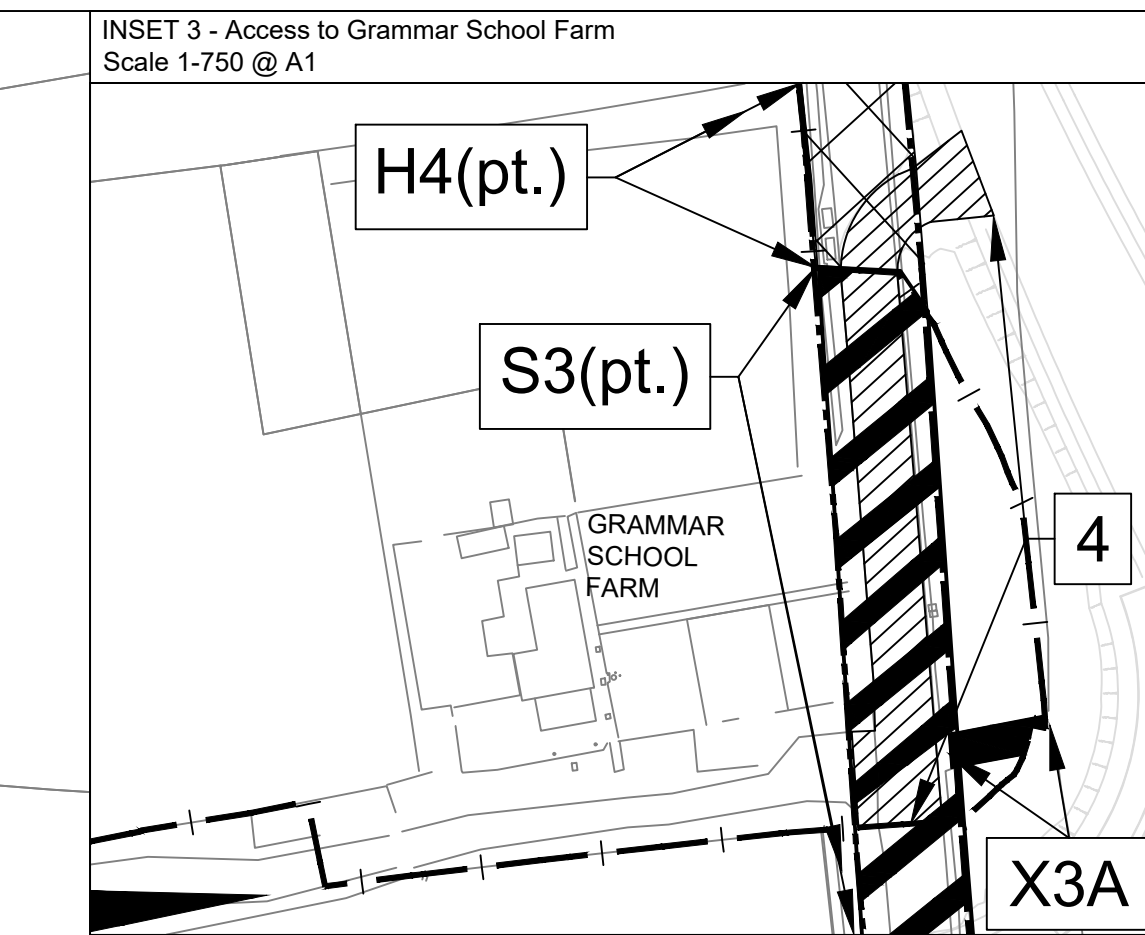 INSET 3 - Access to Grammar School Farm
Scale 1-750 @ A1
H4(pt.)
S3(pt.)
GRAMMAR
SCHOOL
FARM
4
X3A